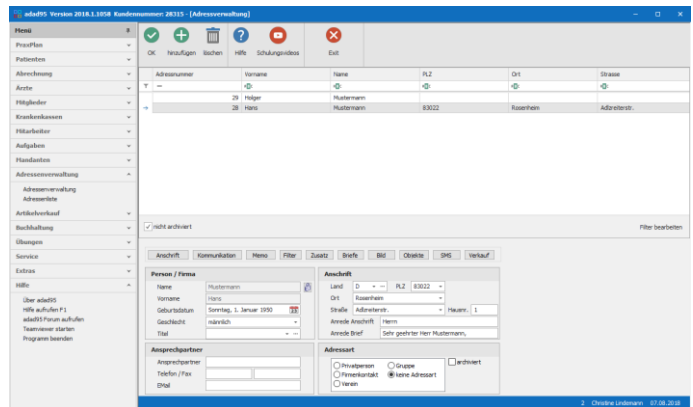 adad95 Version 2018.1.1058 Kundennummer: 28315 - [Adressverwaltung]
Menü
PraxPlan
Patienten
Abrechnung
Ärzte
Mitglieder
Krankenkassen
Mitarbeiter
Aufgaben
Mandanten
Adressenverwaltung
Adressenverwaltung
Adressenliste
Artikelverkauf
Buchhaltung
Übungen
Service
Extras
Hilfe
Über adad95
Hilfe aufrufen F1
adad95 Forum aufrufen
Teamviewer starten
Programm beenden
OK hinzufügen löschen Hilfe Schulungsvideos Exit
Adressnummer Vorname Name PLZ Ort Strasse
29 Holger Mustermann
28 Hans Mustermann 83022 Rosenheim Adlzreiterstr.
nicht archiviert Filter bearbeiten
Anschrift Kommunikation Memo Filter Zusatz Briefe Bild Objekte SMS Verkauf
Person / Firma
Name Mustermann
Vorname Hans
Geburtsdatum Sonntag, 1. Januar 1950
Geschlecht männlich
Titel
Anschrift
Land D PLZ 83022
Ort Rosenheim
Straße Adlzreiterstr. Hausnr. 1
Anrede Anschrift Herrn
Anrede Brief Sehr geehrter Herr Mustermann,
Ansprechpartner
Ansprechpartner
Telefon / Fax
EMail
Adressart
Privatperson Gruppe archiviert
Firmenkontakt keine Adressart
Verein
2 Christine Lindemann 07.08.2018